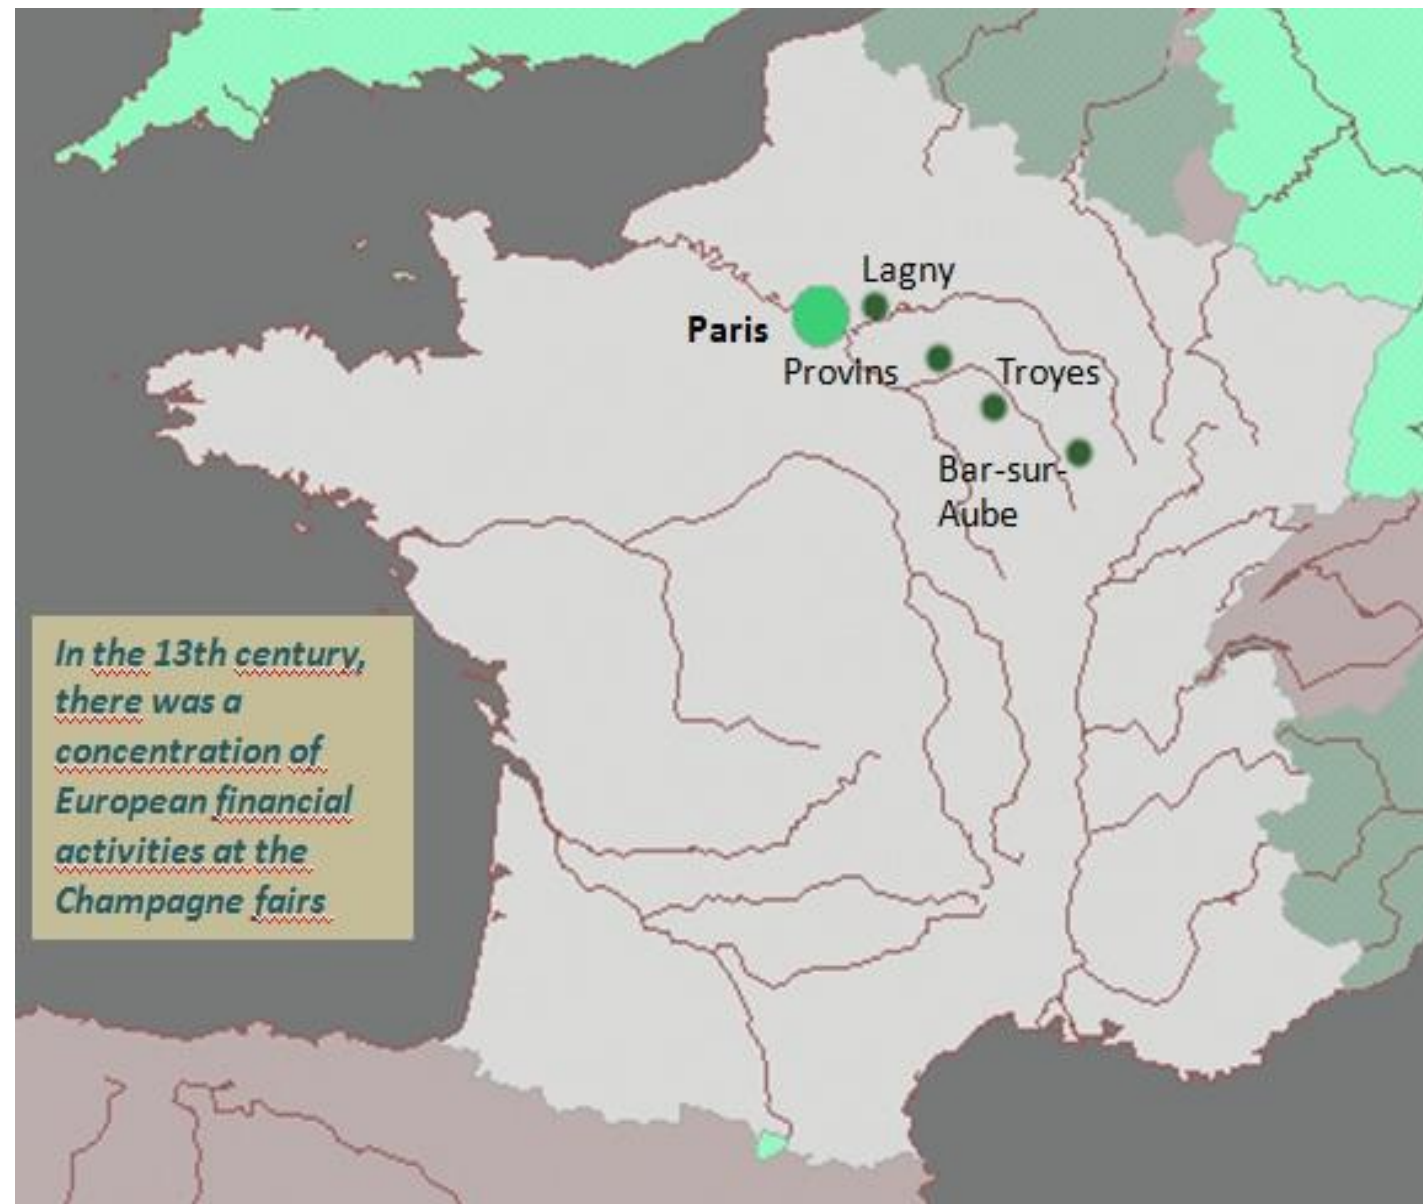 Lagny
Paris
Provins
Troyes
Bar-sur-
Aube
In the 13th century,
there was a
concentration of
European financial
activities at the
Champagne fairs